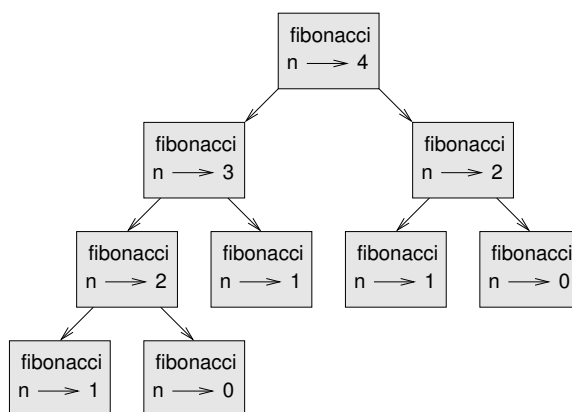 fibonacci
n → 4
fibonacci
n → 3
fibonacci
n → 2
fibonacci
n → 2
fibonacci
n → 1
fibonacci
n → 1
fibonacci
n → 0
fibonacci
n → 1
fibonacci
n → 0